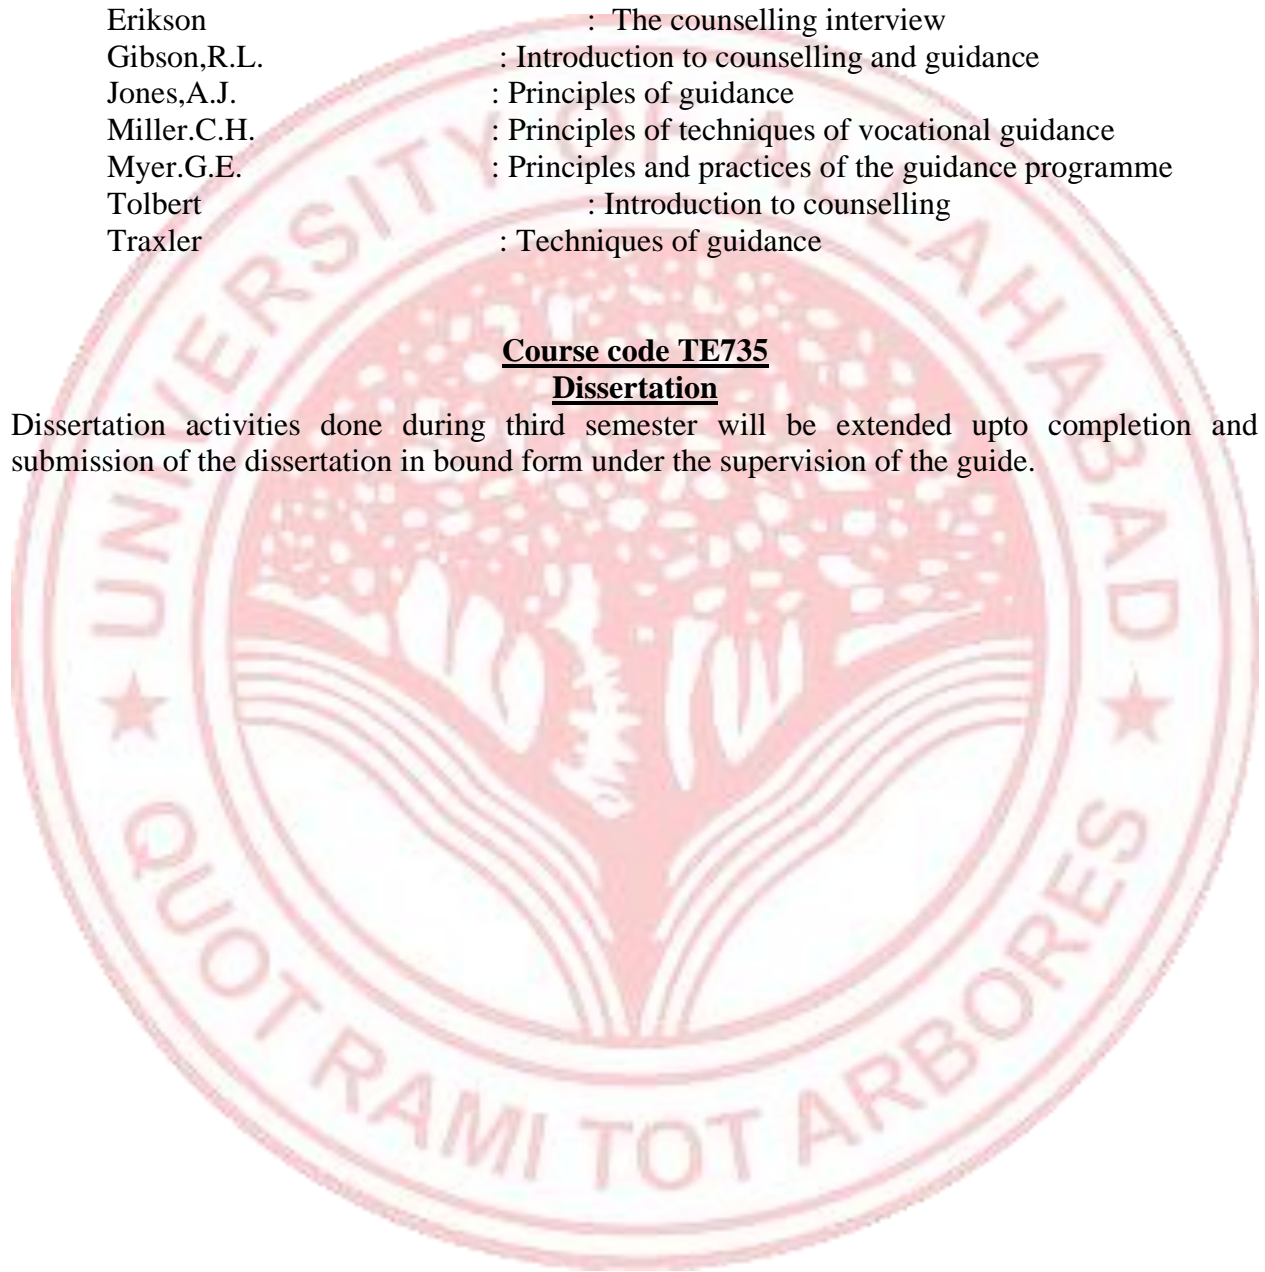 Erikson : The counselling interview
Gibson,R.L. : Introduction to counselling and guidance
Jones,A.J. : Principles of guidance
Miller.C.H. : Principles of techniques of vocational guidance
Myer.G.E. : Principles and practices of the guidance programme
Tolbert : Introduction to counselling
Traxler : Techniques of guidance
Course code TE735
Dissertation
Dissertation activities done during third semester will be extended upto completion and
submission of the dissertation in bound form under the supervision of the guide.
UNIVERSITY OF ALLAHABAD
QUOT RAMI TOT ARBORES